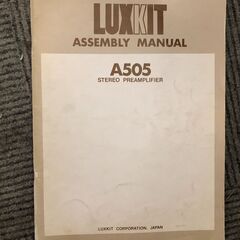 LUXKIT
ASSEMBLY MANUAL
A505
STEREO PREAMPLIFIER
LUXKIT CORPORATION, JAPAN